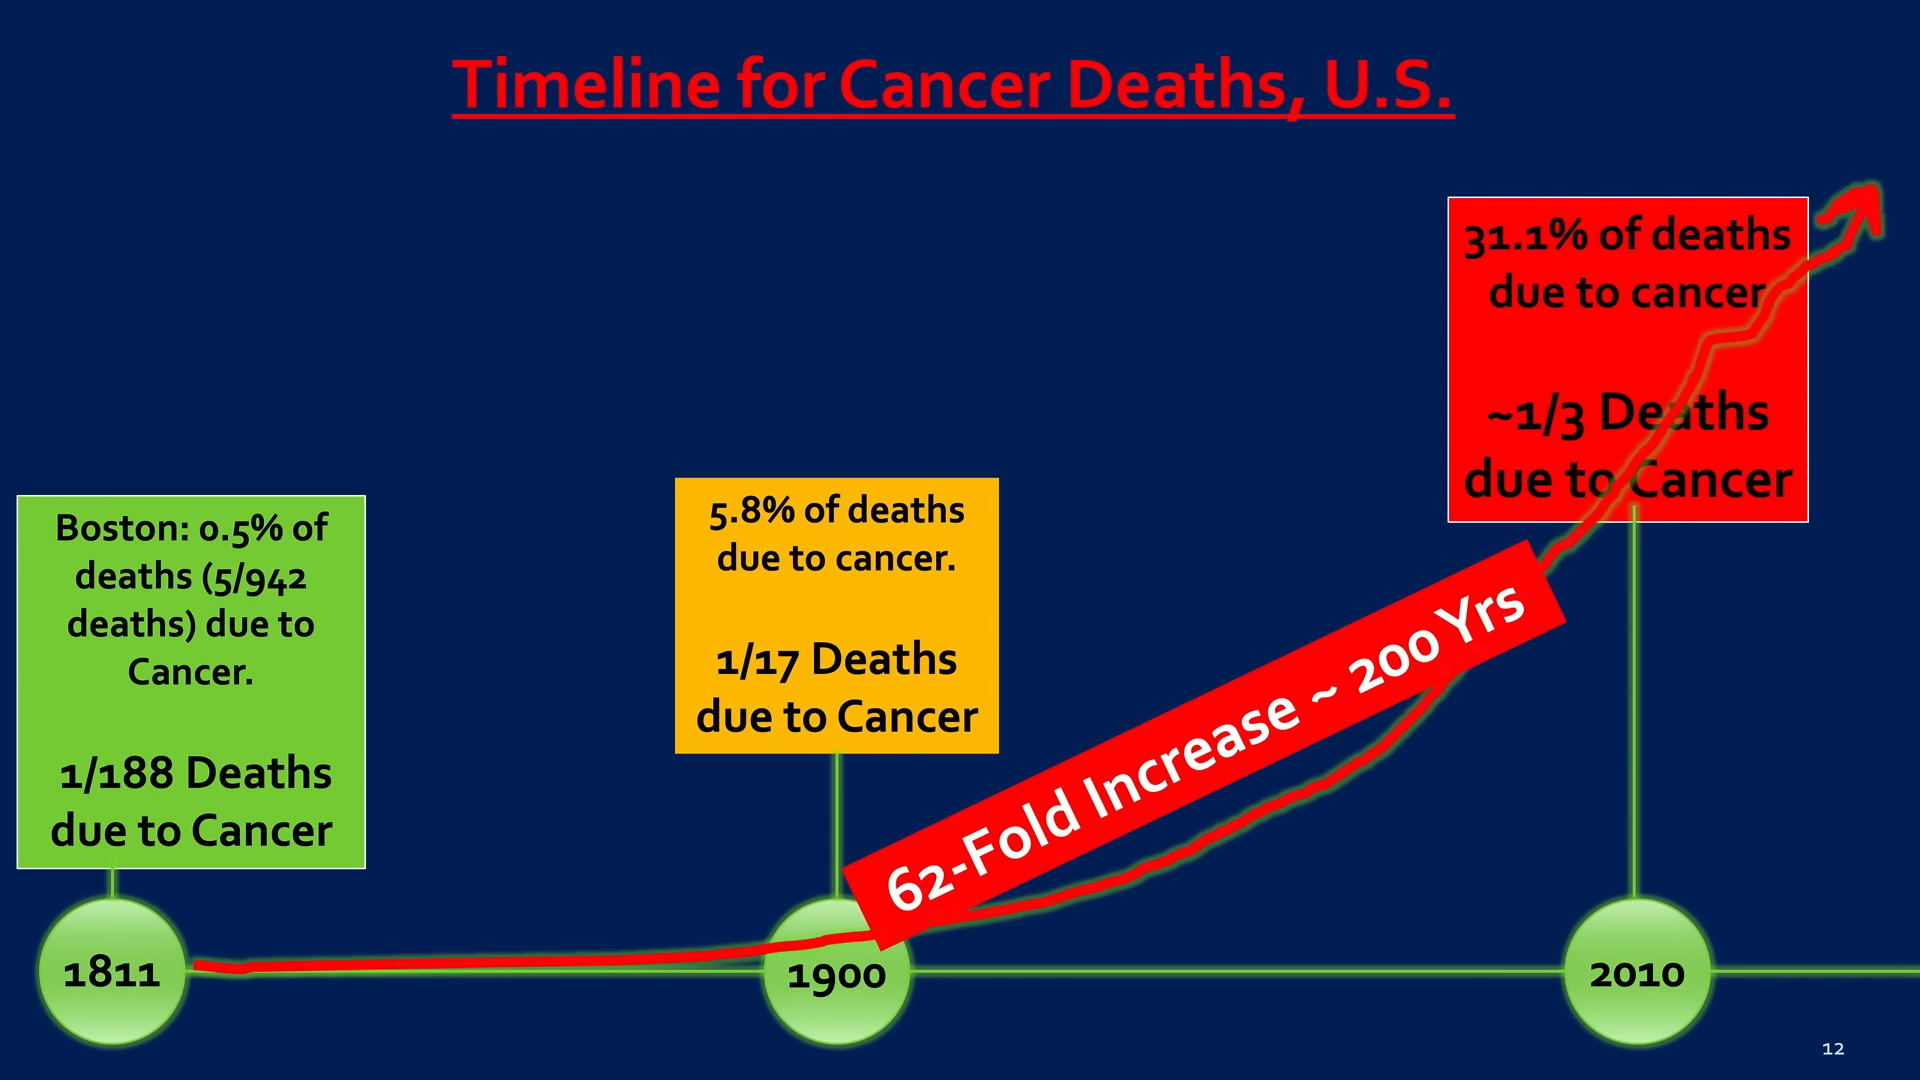 Timeline for Cancer Deaths, U.S.
Boston: 0.5% of
deaths (5/942
deaths) due to
Cancer.
1/188 Deaths
due to Cancer
5.8% of deaths
due to cancer.
1/17 Deaths
due to Cancer
31.1% of deaths
due to cancer
~1/3 Deaths
due to Cancer
62-Fold Increase ~ 200 Yrs
1811
1900
2010
12